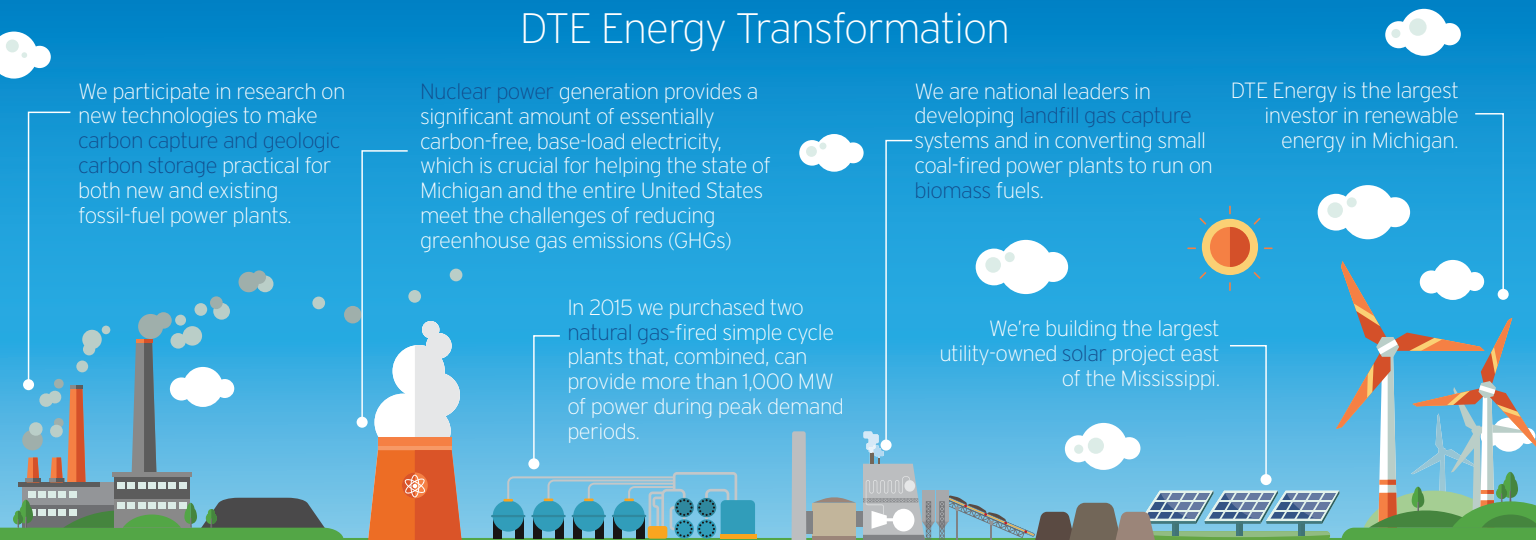 DTE Energy Transformation
We participate in research on
new technologies to make
carbon capture and geologic
carbon storage practical for
both new and existing
fossil-fuel power plants.
Nuclear power generation provides a
significant amount of essentially
carbon-free, base-load electricity,
which is crucial for helping the state of
Michigan and the entire United States
meet the challenges of reducing
greenhouse gas emissions (GHGs)
In 2015 we purchased two
natural gas-fired simple cycle
plants that, combined, can
provide more than 1,000 MW
of power during peak demand
periods.
We are national leaders in
developing landfill gas capture
systems and in converting small
coal-fired power plants to run on
biomass fuels.
We're building the largest
utility-owned solar project east
of the Mississippi.
DTE Energy is the largest
investor in renewable
energy in Michigan.